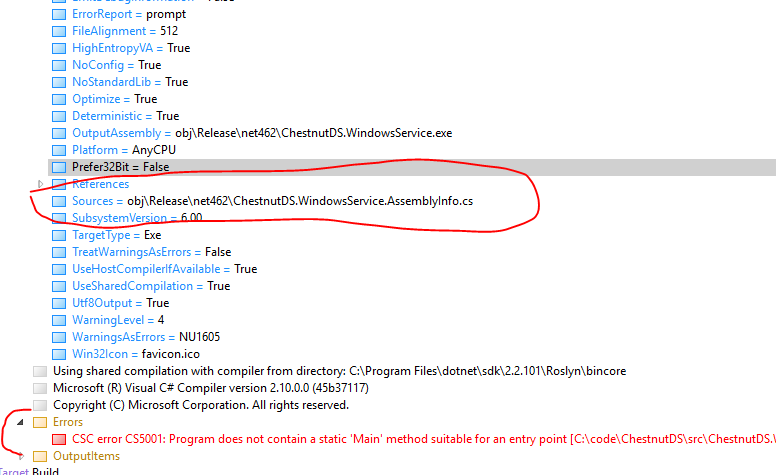 ErrorReport = prompt
FileAlignment = 512
HighEntropyVA = True
NoConfig = True
NoStandardLib = True
Optimize = True
Deterministic = True
OutputAssembly = obj\Release\net462\ChestnutDS.WindowsService.exe
Platform = AnyCPU
Prefer32Bit = False
References
Sources = obj\Release\net462\ChestnutDS.WindowsService.AssemblyInfo.cs
SubsystemVersion = 6.00
TargetType = Exe
TreatWarningsAsErrors = False
UseHostCompilerIfAvailable = True
UseSharedCompilation = True
Utf8Output = True
WarningLevel = 4
WarningsAsErrors = NU1605
Win32Icon = favicon.ico
Using shared compilation with compiler from directory: C:\Program Files\dotnet\sdk\2.2.101\Roslyn\bincore
Microsoft (R) Visual C# Compiler version 2.10.0.0 (45b37117)
Copyright (C) Microsoft Corporation. All rights reserved.
Errors
CSC error CS5001: Program does not contain a static 'Main' method suitable for an entry point [C:\code\ChestnutDS\src\ChestnutDS.
OutputItems
Target Build